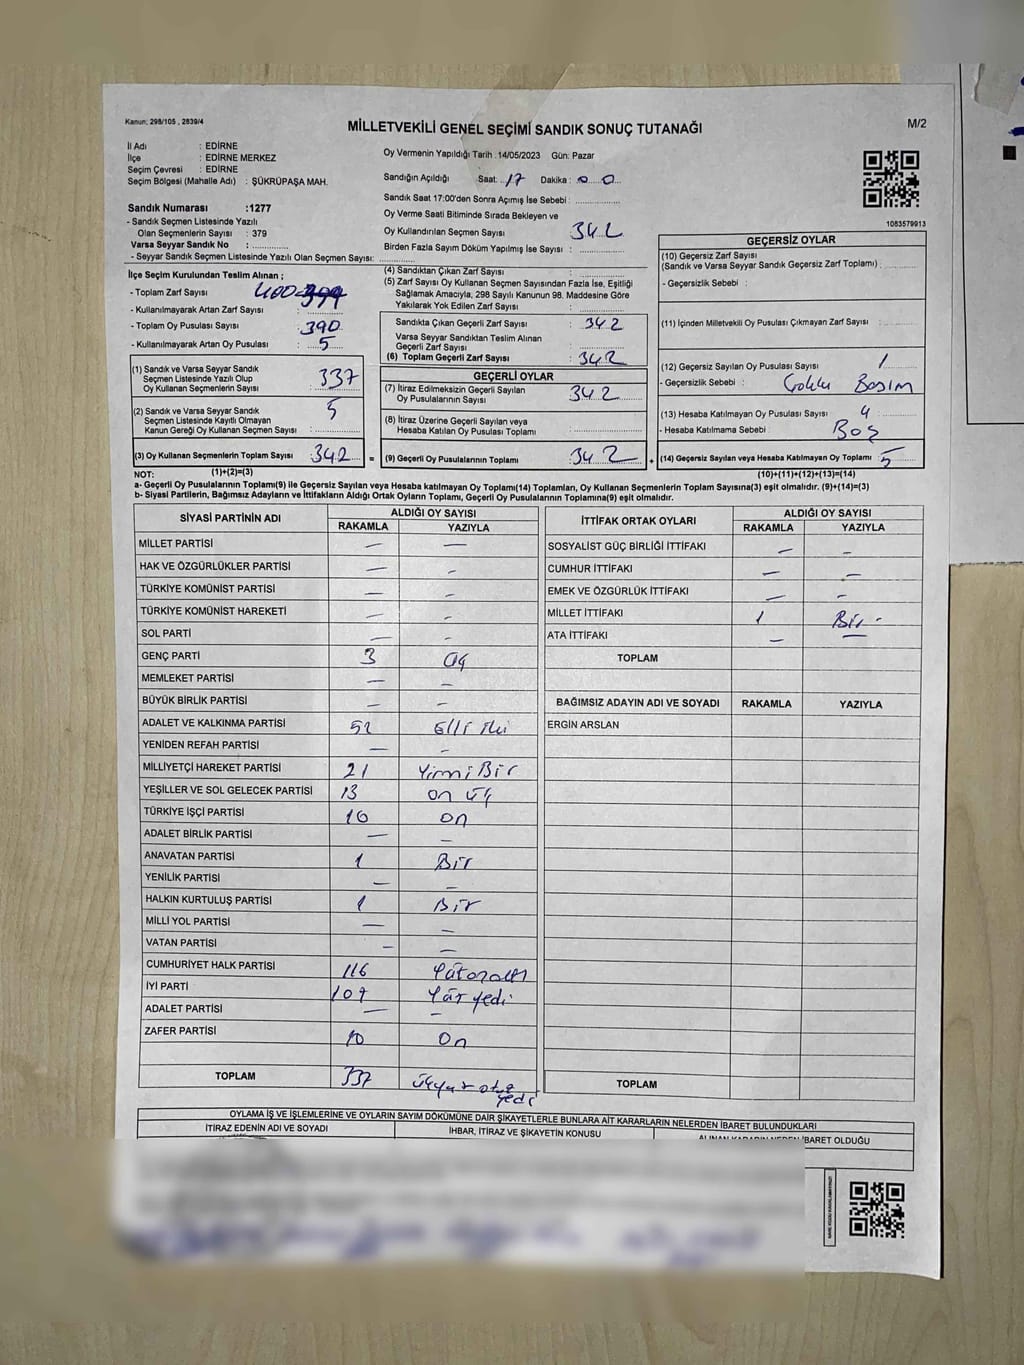 Kanun: 298/105 , 2839/4
MİLLETVEKİLİ GENEL SEÇİMİ SANDIK SONUÇ TUTANAĞI
M/2
İl Adı : EDİRNE
İlçe : EDİRNE MERKEZ
Seçim Çevresi : EDİRNE
Seçim Bölgesi (Mahalle Adı) : ŞÜKRÜPAŞA MAH.
Sandık Numarası :1277
- Sandık Seçmen Listesinde Yazılı
Olan Seçmenlerin Sayısı : 379
Varsa Seyyar Sandık No :
- Seyyar Sandık Seçmen Listesinde Yazılı Olan Seçmen Sayısı:
Oy Vermenin Yapıldığı Tarih :14/05/2023 Gün: Pazar
Sandığın Açıldığı Saat: 17 Dakika : 00
Sandık Saat 17:00'den Sonra Açımış İse Sebebi :
Oy Verme Saati Bitiminde Sırada Bekleyen ve
Oy Kullandırılan Seçmen Sayısı : 342
Birden Fazla Sayım Döküm Yapılmış İse Sayısı :
1083579913
İlçe Seçim Kurulundan Teslim Alınan ;
- Toplam Zarf Sayısı 400
- Kullanılmayarak Artan Zarf Sayısı :
- Toplam Oy Pusulası Sayısı : 390
- Kullanılmayarak Artan Oy Pusulası : 5
(1) Sandık ve Varsa Seyyar Sandık
Seçmen Listesinde Yazılı Olup
Oy Kullanan Seçmenlerin Sayısı : 337
(2) Sandık ve Varsa Seyyar Sandık
Seçmen Listesinde Kayıtlı Olmayan
Kanun Gereği Oy Kullanan Seçmen Sayısı : 5
(3) Oy Kullanan Seçmenlerin Toplam Sayısı : 342 =
(1)+(2)=(3)
(4) Sandıktan Çıkan Zarf Sayısı :
(5) Zarf Sayısı Oy Kullanan Seçmen Sayısından Fazla İse, Eşitliği
Sağlamak Amacıyla, 298 Sayılı Kanunun 98. Maddesine Göre
Yakılarak Yok Edilen Zarf Sayısı :
Sandıkta Çıkan Geçerli Zarf Sayısı : 342
Varsa Seyyar Sandıktan Teslim Alınan
Geçerli Zarf Sayısı :
(6) Toplam Geçerli Zarf Sayısı : 342
GEÇERLİ OYLAR
(7) İtiraz Edilmeksizin Geçerli Sayılan
Oy Pusulalarının Sayısı : 342
(8) İtiraz Üzerine Geçerli Sayılan veya
Hesaba Katılan Oy Pusulası Toplamı :
(9) Geçerli Oy Pusulalarının Toplamı : 342 +
GEÇERSİZ OYLAR
(10) Geçersiz Zarf Sayısı
(Sandık ve Varsa Seyyar Sandık Geçersiz Zarf Toplamı) :
- Geçersizlik Sebebi :
(11) İçinden Milletvekili Oy Pusulası Çıkmayan Zarf Sayısı :
(12) Geçersiz Sayılan Oy Pusulası Sayısı : 1
- Geçersizlik Sebebi : Çoklu Basım
(13) Hesaba Katılmayan Oy Pusulası Sayısı : 4
- Hesaba Katılmama Sebebi : Boş
(14) Geçersiz Sayılan veya Hesaba Katılmayan Oy Toplamı : 5
(10)+(11)+(12)+(13)=(14)
NOT:
a- Geçerli Oy Pusulalarının Toplamı(9) ile Geçersiz Sayılan veya Hesaba katılmayan Oy Toplamı(14) Toplamları, Oy Kullanan Seçmenlerin Toplam Sayısına(3) eşit olmalıdır. (9)+(14)=(3)
b- Siyasi Partilerin, Bağımsız Adayların ve İttifakların Aldığı Ortak Oyların Toplamı, Geçerli Oy Pusulalarının Toplamına(9) eşit olmalıdır.
SİYASİ PARTİNİN ADI ALDIĞI OY SAYISI
RAKAMLA YAZIYLA
MİLLET PARTİSİ — —
HAK VE ÖZGÜRLÜKLER PARTİSİ — -
TÜRKİYE KOMÜNİST PARTİSİ — -
TÜRKİYE KOMÜNİST HAREKETİ — -
SOL PARTİ — -
GENÇ PARTİ 3 Üç
MEMLEKET PARTİSİ — -
BÜYÜK BİRLİK PARTİSİ — -
ADALET VE KALKINMA PARTİSİ 52 Elli iki
YENİDEN REFAH PARTİSİ — -
MİLLİYETÇİ HAREKET PARTİSİ 21 Yirmi Bir
YEŞİLLER VE SOL GELECEK PARTİSİ 13 on üç
TÜRKİYE İŞÇİ PARTİSİ 10 on
ADALET BİRLİK PARTİSİ — -
ANAVATAN PARTİSİ 1 Bir
YENİLİK PARTİSİ — -
HALKIN KURTULUŞ PARTİSİ 1 Bir
MİLLİ YOL PARTİSİ — -
VATAN PARTİSİ - —
CUMHURİYET HALK PARTİSİ 116 Yüzonaltı
İYİ PARTİ 109 Yüz yedi
ADALET PARTİSİ — -
ZAFER PARTİSİ 10 On
TOPLAM 337 üçyüz otuz yedi
İTTİFAK ORTAK OYLARI ALDIĞI OY SAYISI
RAKAMLA YAZIYLA
SOSYALİST GÜÇ BİRLİĞİ İTTİFAKI — -
CUMHUR İTTİFAKI — —
EMEK VE ÖZGÜRLÜK İTTİFAKI — -
MİLLET İTTİFAKI 1 Bir -
ATA İTTİFAKI — —
TOPLAM
BAĞIMSIZ ADAYIN ADI VE SOYADI RAKAMLA YAZIYLA
ERGİN ARSLAN
TOPLAM
OYLAMA İŞ VE İŞLEMLERİNE VE OYLARIN SAYIM DÖKÜMÜNE DAİR ŞİKAYETLERLE BUNLARA AİT KARARLARIN NELERDEN İBARET BULUNDUKLARI
İTİRAZ EDENİN ADI VE SOYADI İHBAR, İTİRAZ VE ŞİKAYETİN KONUSU ALINAN KARARIN NEDEN İBARET OLDUĞU